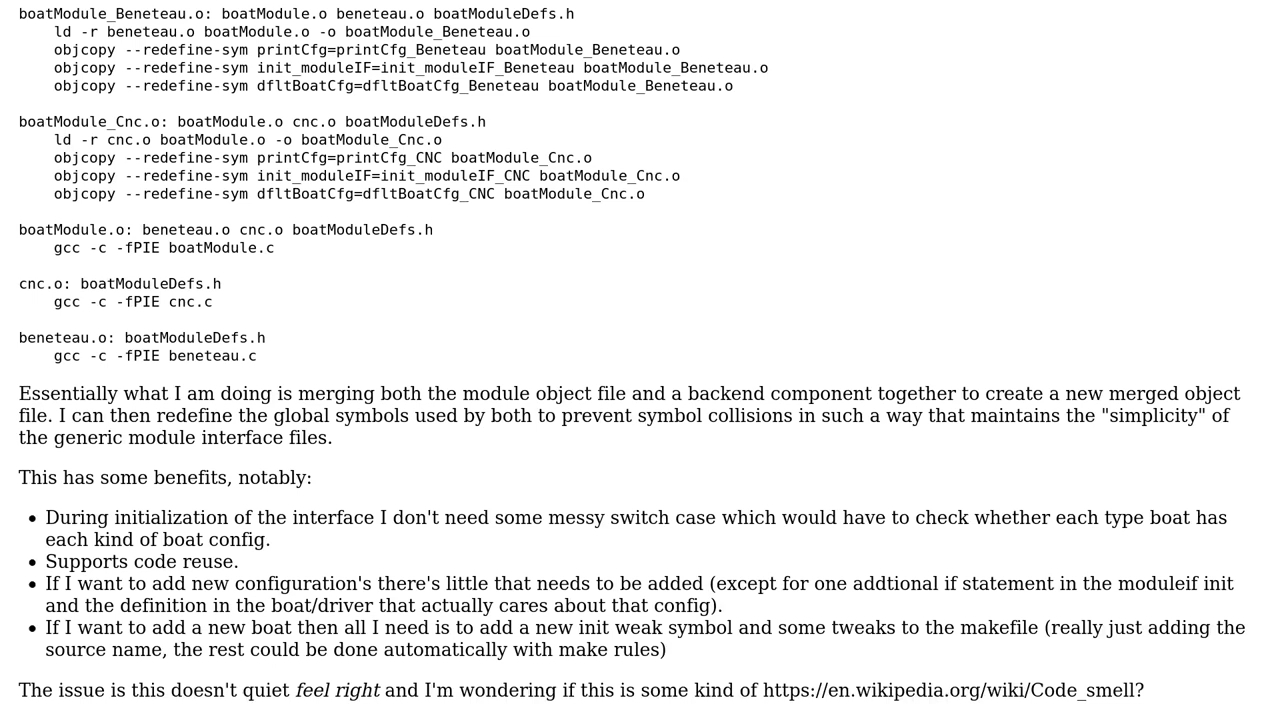 boatModule_Beneteau.o: boatModule.o beneteau.o boatModuleDefs.h
    ld -r beneteau.o boatModule.o -o boatModule_Beneteau.o
    objcopy --redefine-sym printCfg=printCfg_Beneteau boatModule_Beneteau.o
    objcopy --redefine-sym init_moduleIF=init_moduleIF_Beneteau boatModule_Beneteau.o
    objcopy --redefine-sym dfltBoatCfg=dfltBoatCfg_Beneteau boatModule_Beneteau.o

boatModule_Cnc.o: boatModule.o cnc.o boatModuleDefs.h
    ld -r cnc.o boatModule.o -o boatModule_Cnc.o
    objcopy --redefine-sym printCfg=printCfg_CNC boatModule_Cnc.o
    objcopy --redefine-sym init_moduleIF=init_moduleIF_CNC boatModule_Cnc.o
    objcopy --redefine-sym dfltBoatCfg=dfltBoatCfg_CNC boatModule_Cnc.o

boatModule.o: beneteau.o cnc.o boatModuleDefs.h
    gcc -c -fPIE boatModule.c

cnc.o: boatModuleDefs.h
    gcc -c -fPIE cnc.c

beneteau.o: boatModuleDefs.h
    gcc -c -fPIE beneteau.c

Essentially what I am doing is merging both the module object file and a backend component together to create a new merged object
file. I can then redefine the global symbols used by both to prevent symbol collisions in such a way that maintains the "simplicity" of
the generic module interface files.

This has some benefits, notably:

• During initialization of the interface I don't need some messy switch case which would have to check whether each type boat has
each kind of boat config.
• Supports code reuse.
• If I want to add new configuration's there's little that needs to be added (except for one addtional if statement in the moduleif init
and the definition in the boat/driver that actually cares about that config).
• If I want to add a new boat then all I need is to add a new init weak symbol and some tweaks to the makefile (really just adding the
source name, the rest could be done automatically with make rules)

The issue is this doesn't quiet feel right and I'm wondering if this is some kind of https://en.wikipedia.org/wiki/Code_smell?